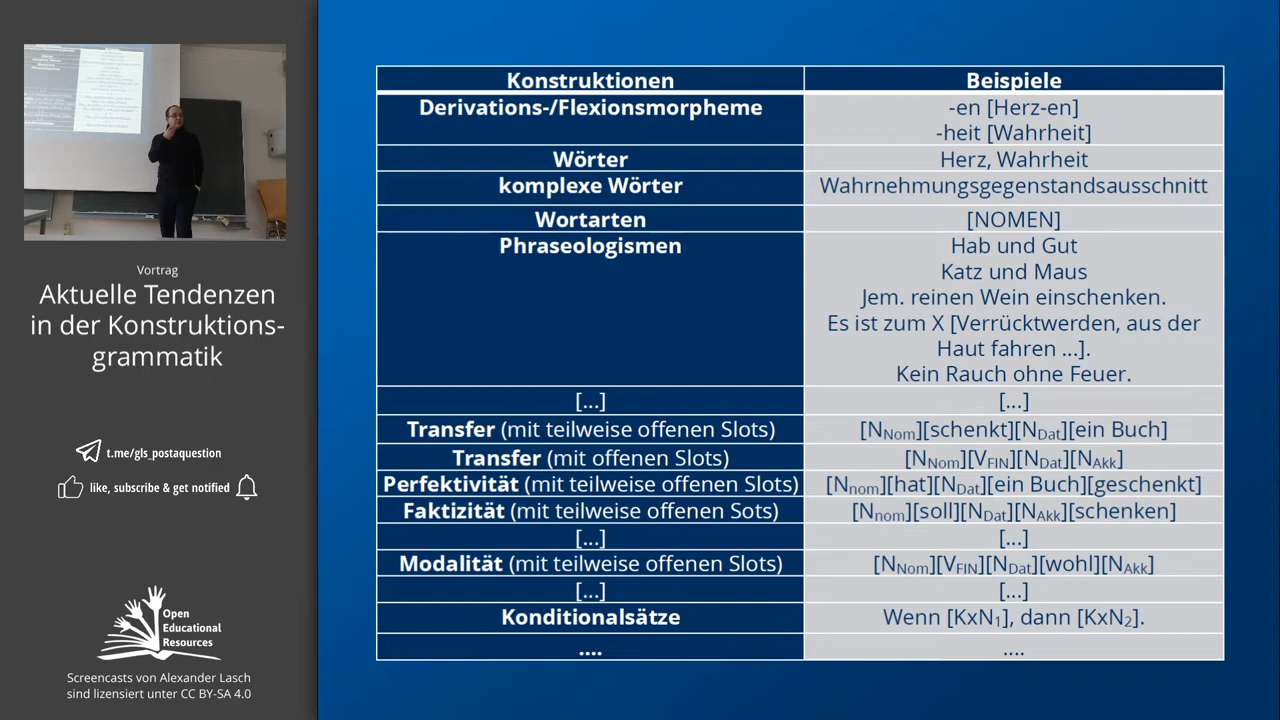 Vortrag
Aktuelle Tendenzen
in der Konstruktions-
grammatik
t.me/gls_postaquestion
like, subscribe & get notified
Open
Educational
Resources
Screencasts von Alexander Lasch
sind lizensiert unter CC BY-SA 4.0
Konstruktionen Beispiele
Derivations-/Flexionsmorpheme -en [Herz-en]
-heit [Wahrheit]
Wörter Herz, Wahrheit
komplexe Wörter Wahrnehmungsgegenstandsausschnitt
Wortarten [NOMEN]
Phraseologismen Hab und Gut
Katz und Maus
Jem. reinen Wein einschenken.
Es ist zum X [Verrücktwerden, aus der
Haut fahren ...].
Kein Rauch ohne Feuer.
[...] [...]
Transfer (mit teilweise offenen Slots) [NNom][schenkt][NDat][ein Buch]
Transfer (mit offenen Slots) [NNom][VFIN][NDat][NAkk]
Perfektivität (mit teilweise offenen Slots) [Nnom][hat][NDat][ein Buch][geschenkt]
Faktizität (mit teilweise offenen Sots) [Nnom][soll][NDat][NAkk][schenken]
[...] [...]
Modalität (mit teilweise offenen Slots) [NNom][VFIN][NDat][wohl][NAkk]
[...] [...]
Konditionalsätze Wenn [KxN1], dann [KxN2].
.... ....